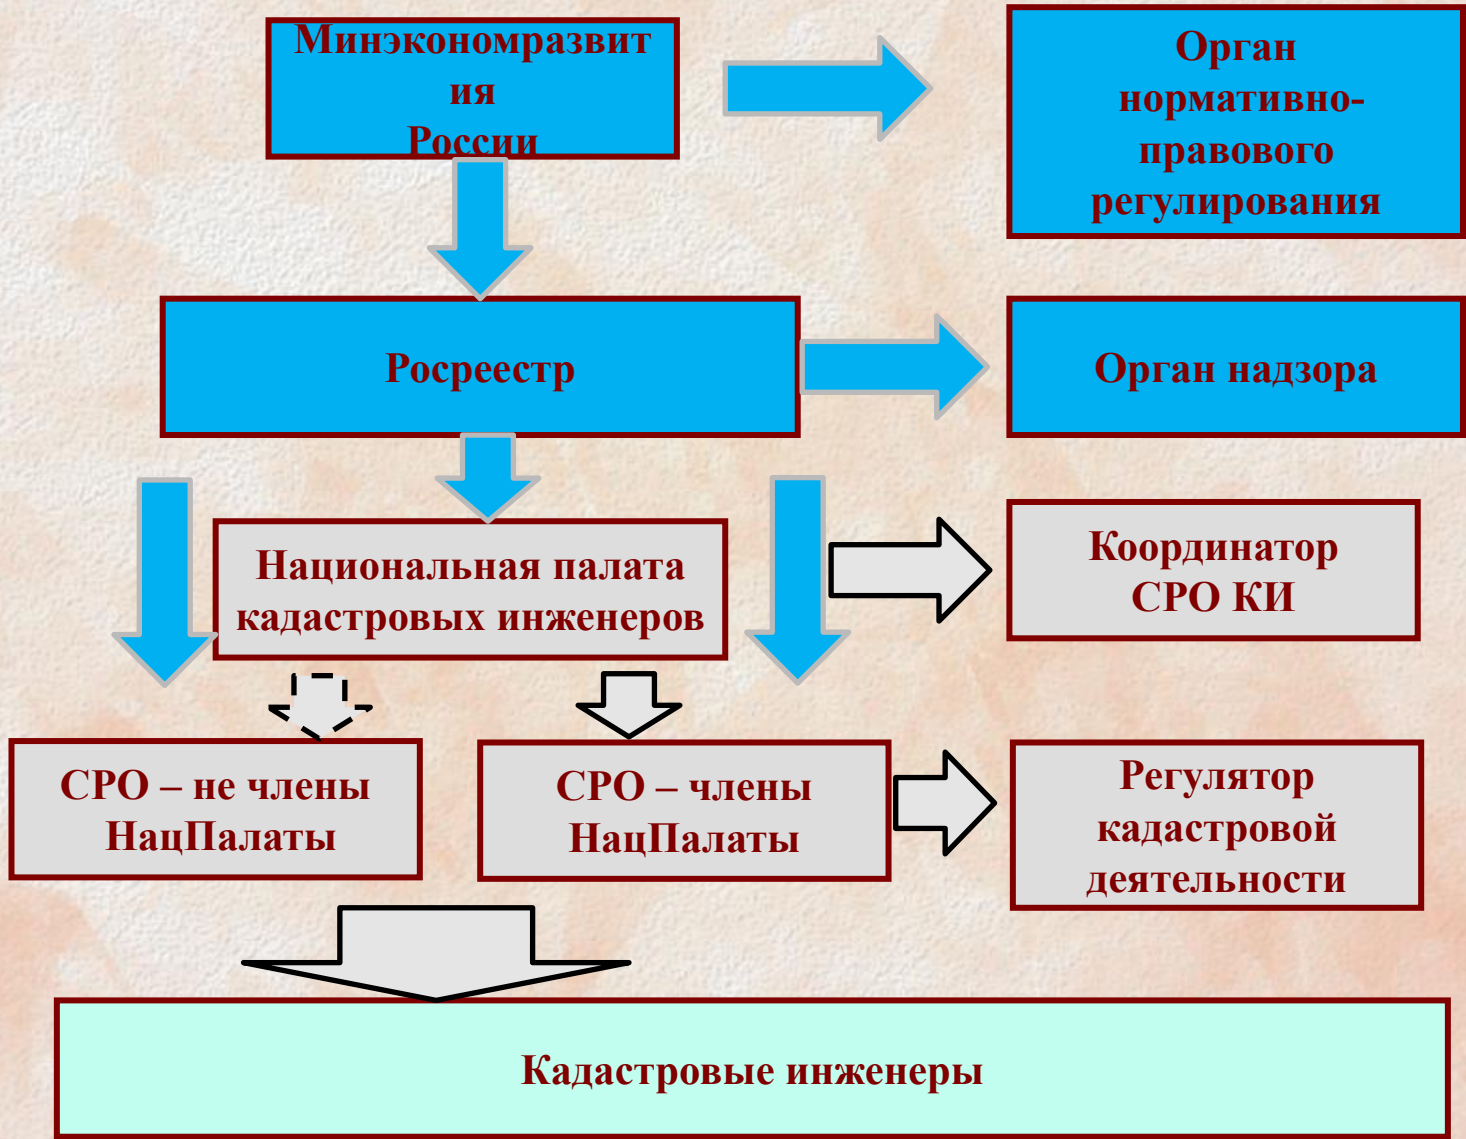 Минэкономразвит
ия
России
Орган
нормативно-
правового
регулирования
Росреестр
Орган надзора
Национальная палата
кадастровых инженеров
Координатор
СРО КИ
СРО – не члены
НацПалаты
СРО – члены
НацПалаты
Регулятор
кадастровой
деятельности
Кадастровые инженеры